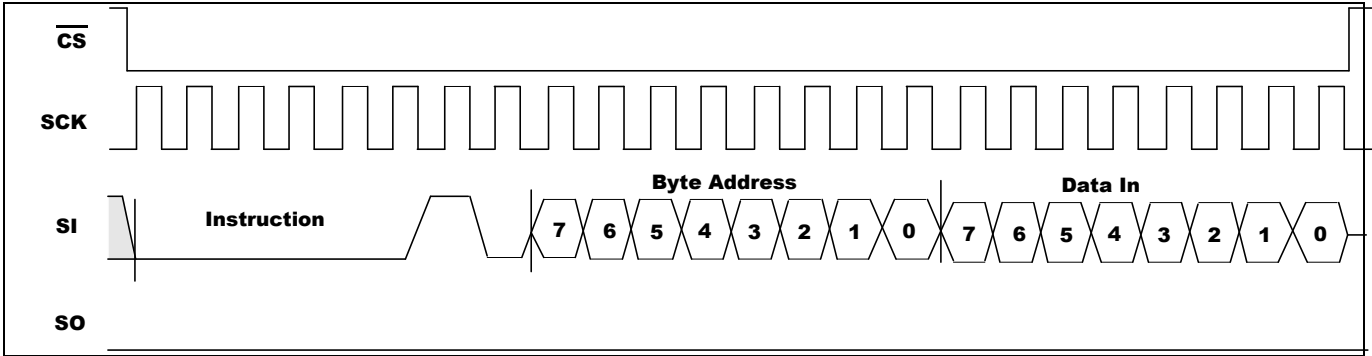 CS
SCK
Byte Address
Data In
SI
Instruction
7 6 5 4 3 2 1 0 7 6 5 4 3 2 1 0
SO